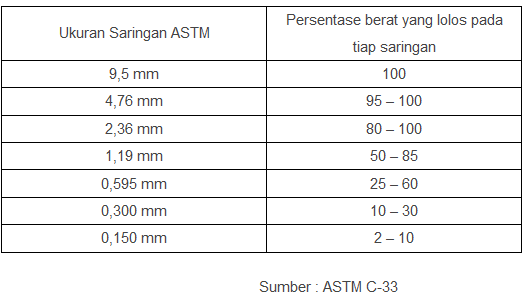 Ukuran Saringan ASTM
Persentase berat yang lolos pada
tiap saringan
9,5 mm 100
4,76 mm 95 – 100
2,36 mm 80 – 100
1,19 mm 50 – 85
0,595 mm 25 – 60
0,300 mm 10 – 30
0,150 mm 2 – 10
Sumber : ASTM C-33